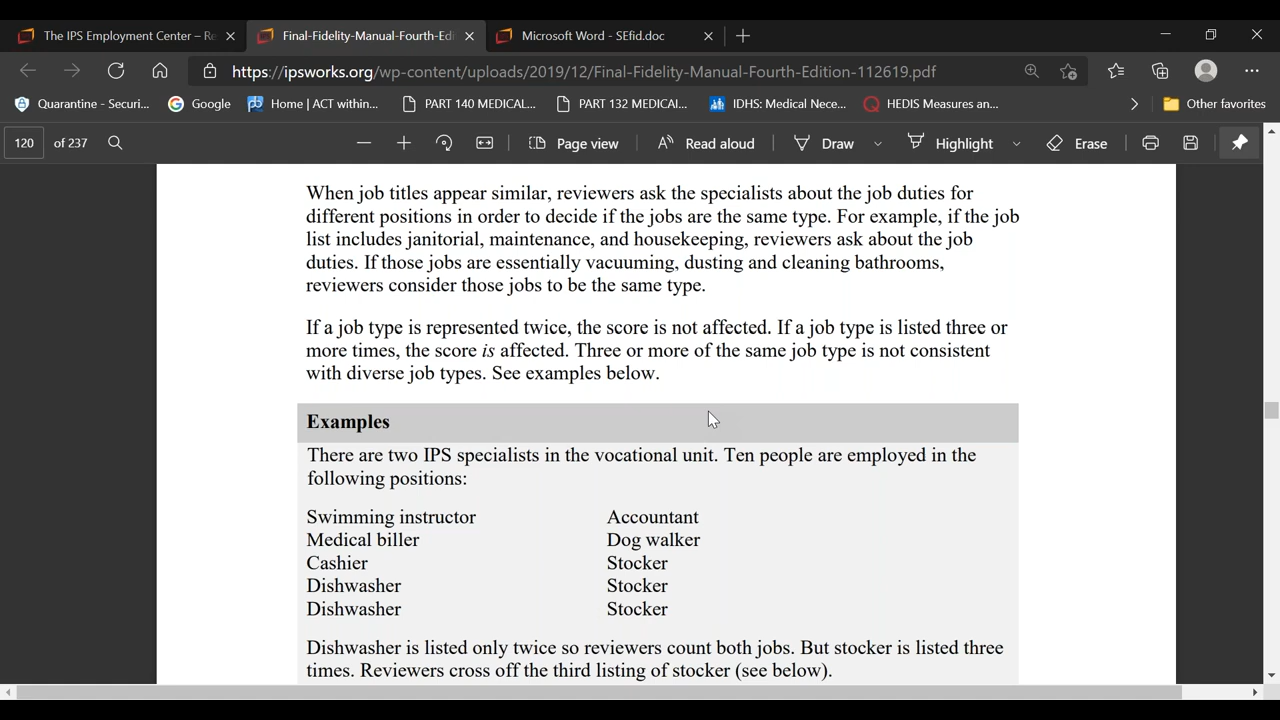 The IPS Employment Center – Re
Final-Fidelity-Manual-Fourth-Edi
Microsoft Word - SEfid.doc
https://ipsworks.org/wp-content/uploads/2019/12/Final-Fidelity-Manual-Fourth-Edition-112619.pdf
Quarantine - Securi...
Google
Home | ACT within...
PART 140 MEDICAL...
PART 132 MEDICAI...
IDHS: Medical Nece...
HEDIS Measures an...
Other favorites
120 of 237
Page view
Read aloud
Draw
Highlight
Erase
When job titles appear similar, reviewers ask the specialists about the job duties for
different positions in order to decide if the jobs are the same type. For example, if the job
list includes janitorial, maintenance, and housekeeping, reviewers ask about the job
duties. If those jobs are essentially vacuuming, dusting and cleaning bathrooms,
reviewers consider those jobs to be the same type.
If a job type is represented twice, the score is not affected. If a job type is listed three or
more times, the score is affected. Three or more of the same job type is not consistent
with diverse job types. See examples below.
Examples
There are two IPS specialists in the vocational unit. Ten people are employed in the
following positions:
Swimming instructor Accountant
Medical biller Dog walker
Cashier Stocker
Dishwasher Stocker
Dishwasher Stocker
Dishwasher is listed only twice so reviewers count both jobs. But stocker is listed three
times. Reviewers cross off the third listing of stocker (see below).